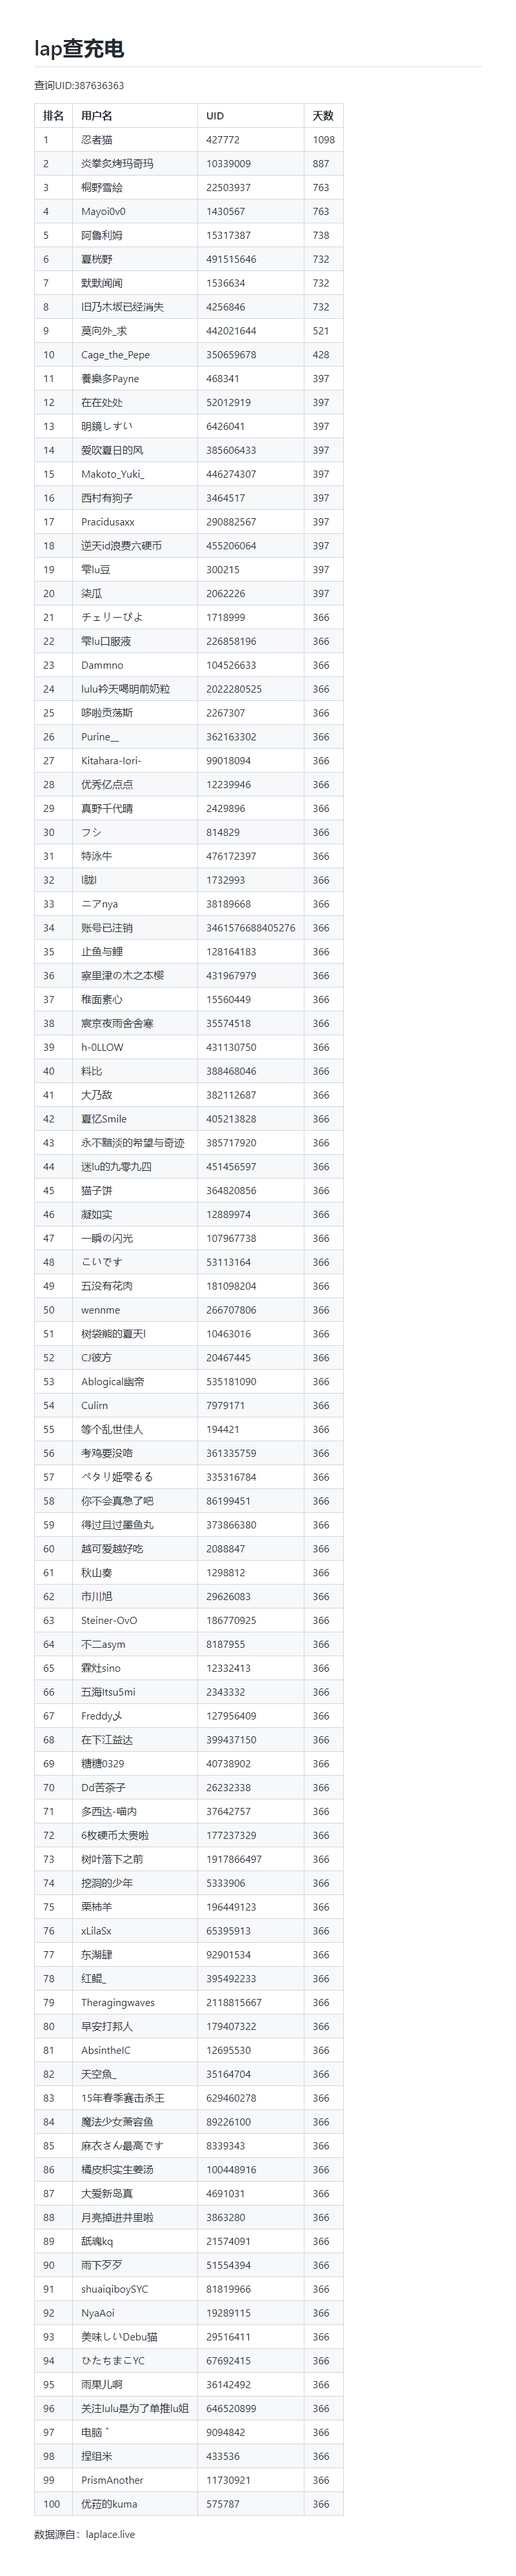 lap查充电
查询UID:387636363
排名 用户名 UID 天数
1 忍者猫 427772 1098
2 炎拳炙烤玛奇玛 10339009 887
3 桐野雪絵 22503937 763
4 Mayoi0v0 1430567 763
5 阿鲁利姆 15317387 738
6 夏桄野 491515646 732
7 默默闻闻 1536634 732
8 旧乃木坂已经消失 4256846 732
9 莫向外_求 442021644 521
10 Cage_the_Pepe 350659678 428
11 養樂多Payne 468341 397
12 在在处处 52012919 397
13 明鏡しすい 6426041 397
14 爱吹夏日的风 385606433 397
15 Makoto_Yuki_ 446274307 397
16 西村有狗子 3464517 397
17 Pracidusaxx 290882567 397
18 逆天id浪费六硬币 455206064 397
19 雫lu豆 300215 397
20 柒瓜 2062226 397
21 チェリーぴよ 1718999 366
22 雫lu口服液 226858196 366
23 Dammno 104526633 366
24 lulu衿天喝明前奶粒 2022280525 366
25 哆啦贡荡斯 2267307 366
26 Purine__ 362163302 366
27 Kitahara-Iori- 99018094 366
28 优秀亿点点 12239946 366
29 真野千代晴 2429896 366
30 フシ 814829 366
31 特泳牛 476172397 366
32 l胧l 1732993 366
33 ニアnya 38189668 366
34 账号已注销 3461576688405276 366
35 止鱼与鲤 128164183 366
36 察里津の木之本樱 431967979 366
37 稚面素心 15560449 366
38 宸京夜雨舍舍寒 35574518 366
39 h-0LLOW 431130750 366
40 料比 388468046 366
41 大乃敌 382112687 366
42 夏忆Smile 405213828 366
43 永不黯淡的希望与奇迹 385717920 366
44 迷lu的九零九四 451456597 366
45 猫子饼 364820856 366
46 凝如实 12889974 366
47 一瞬の闪光 107967738 366
48 こいです 53113164 366
49 五没有花肉 181098204 366
50 wennme 266707806 366
51 树袋熊的夏天l 10463016 366
52 CJ彼方 20467445 366
53 Ablogical幽帝 535181090 366
54 Culirn 7979171 366
55 等个乱世佳人 194421 366
56 考鸡要没咯 361335759 366
57 ペタリ姫雫るる 335316784 366
58 你不会真急了吧 86199451 366
59 得过且过墨鱼丸 373866380 366
60 越可爱越好吃 2088847 366
61 秋山奏 1298812 366
62 市川旭 29626083 366
63 Steiner-OvO 186770925 366
64 不二asym 8187955 366
65 霖灶sino 12332413 366
66 五海Itsu5mi 2343332 366
67 Freddy乄 127956409 366
68 在下江益达 399437150 366
69 糖糖0329 40738902 366
70 Dd苦茶子 26232338 366
71 多西达-喵内 37642757 366
72 6枚硬币太贵啦 177237329 366
73 树叶落下之前 1917866497 366
74 挖洞的少年 5333906 366
75 栗柿羊 196449123 366
76 xLilaSx 65395913 366
77 东湖肆 92901534 366
78 红鲲_ 395492233 366
79 Theragingwaves 2118815667 366
80 早安打邦人 179407322 366
81 AbsintheIC 12695530 366
82 天空魚_ 35164704 366
83 15年春季赛击杀王 629460278 366
84 魔法少女萧容鱼 89226100 366
85 麻衣さん最高です 8339343 366
86 橘皮枳实生姜汤 100448916 366
87 大爱新岛真 4691031 366
88 月亮掉进井里啦 3863280 366
89 舐魂kq 21574091 366
90 雨下歹歹 51554394 366
91 shuaiqiboySYC 81819966 366
92 NyaAoi 19289115 366
93 美味しいDebu猫 29516411 366
94 ひたちまこYC 67692415 366
95 雨果儿啊 36142492 366
96 关注lulu是为了单推lu姐 646520899 366
97 电脑゛ 9094842 366
98 捏组米 433536 366
99 PrismAnother 11730921 366
100 优菈的kuma 575787 366
数据源自：laplace.live